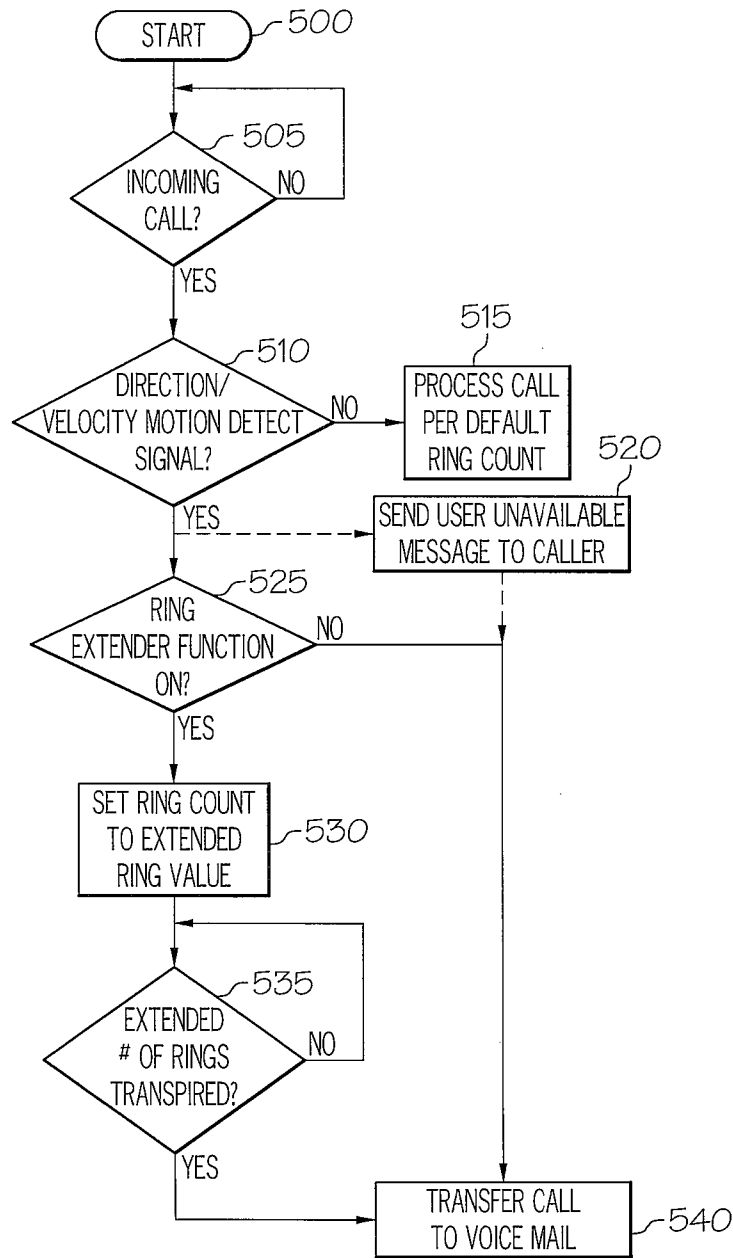 START
500
505
INCOMING
CALL?
NO
YES
510
DIRECTION/
VELOCITY MOTION DETECT
SIGNAL?
NO
515
PROCESS CALL
PER DEFAULT
RING COUNT
YES
520
SEND USER UNAVAILABLE
MESSAGE TO CALLER
525
RING
EXTENDER FUNCTION
ON?
NO
YES
SET RING COUNT
TO EXTENDED
RING VALUE
530
535
EXTENDED
# OF RINGS
TRANSPIRED?
NO
YES
TRANSFER CALL
TO VOICE MAIL
540